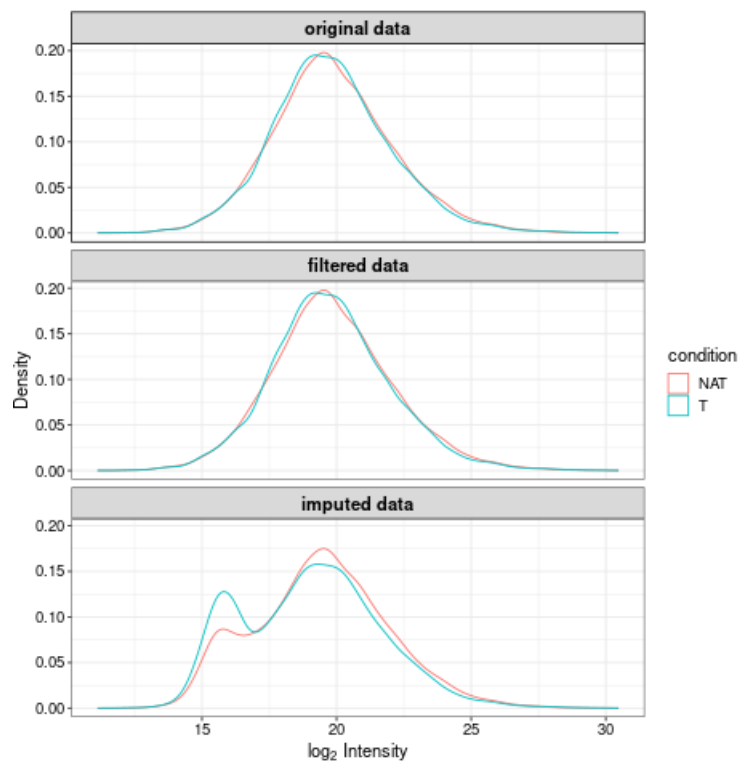 original data
0.20
0.15
0.10
0.05
0.00
filtered data
0.20
0.15
0.10
0.05
0.00
imputed data
0.20
0.15
0.10
0.05
0.00
15 20 25 30
log₂ Intensity
Density
condition
NAT
T